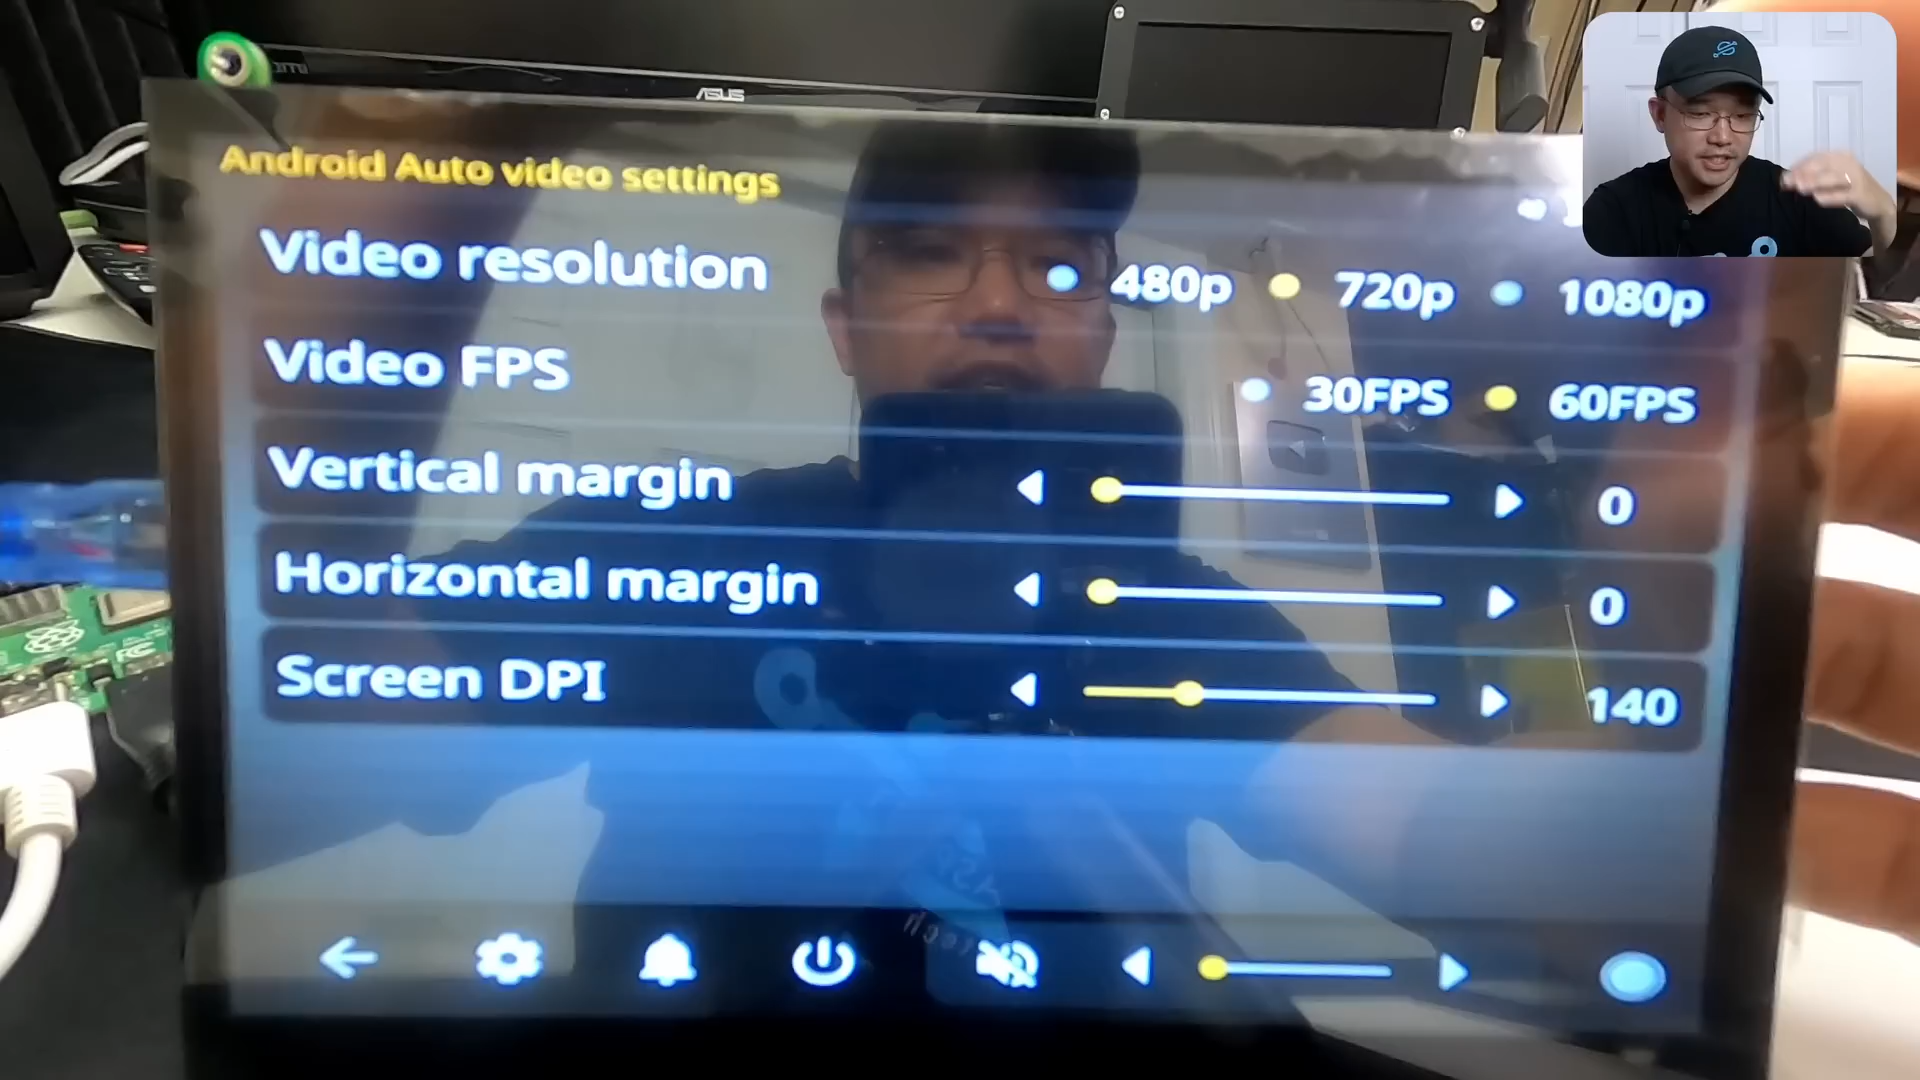 ASUS
Android Auto video settings
Video resolution 480p 720p 1080p
Video FPS 30FPS 60FPS
Vertical margin 0
Horizontal margin 0
Screen DPI 140